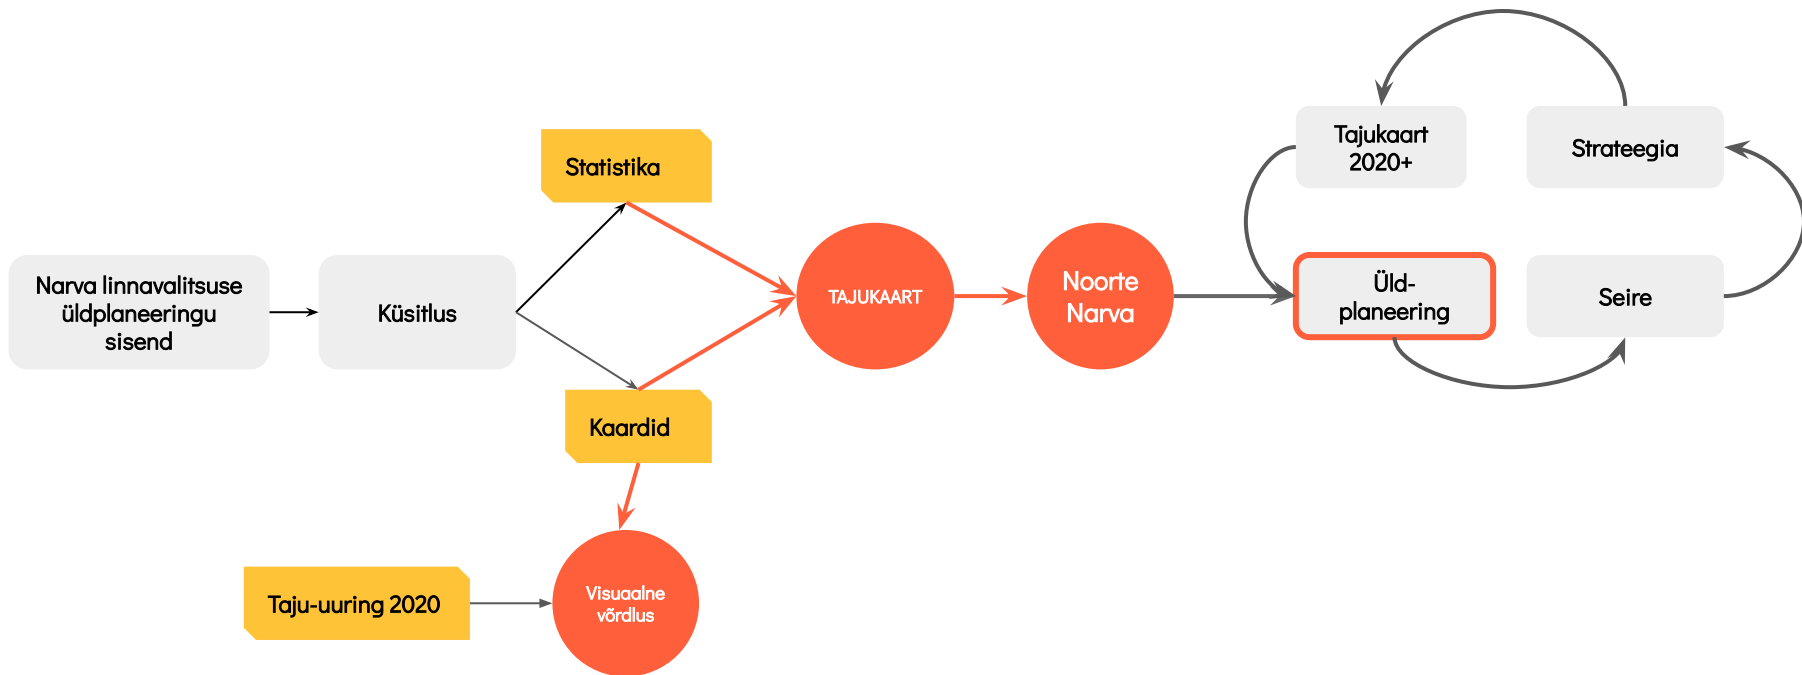 Narva linnavalitsuse
üldplaneeringu
sisend
Küsitlus
Statistika
Kaardid
Taju-uuring 2020
Visuaalne
võrdlus
TAJUKAART
Noorte
Narva
Tajukaart
2020+
Strateegia
Üld-
planeering
Seire